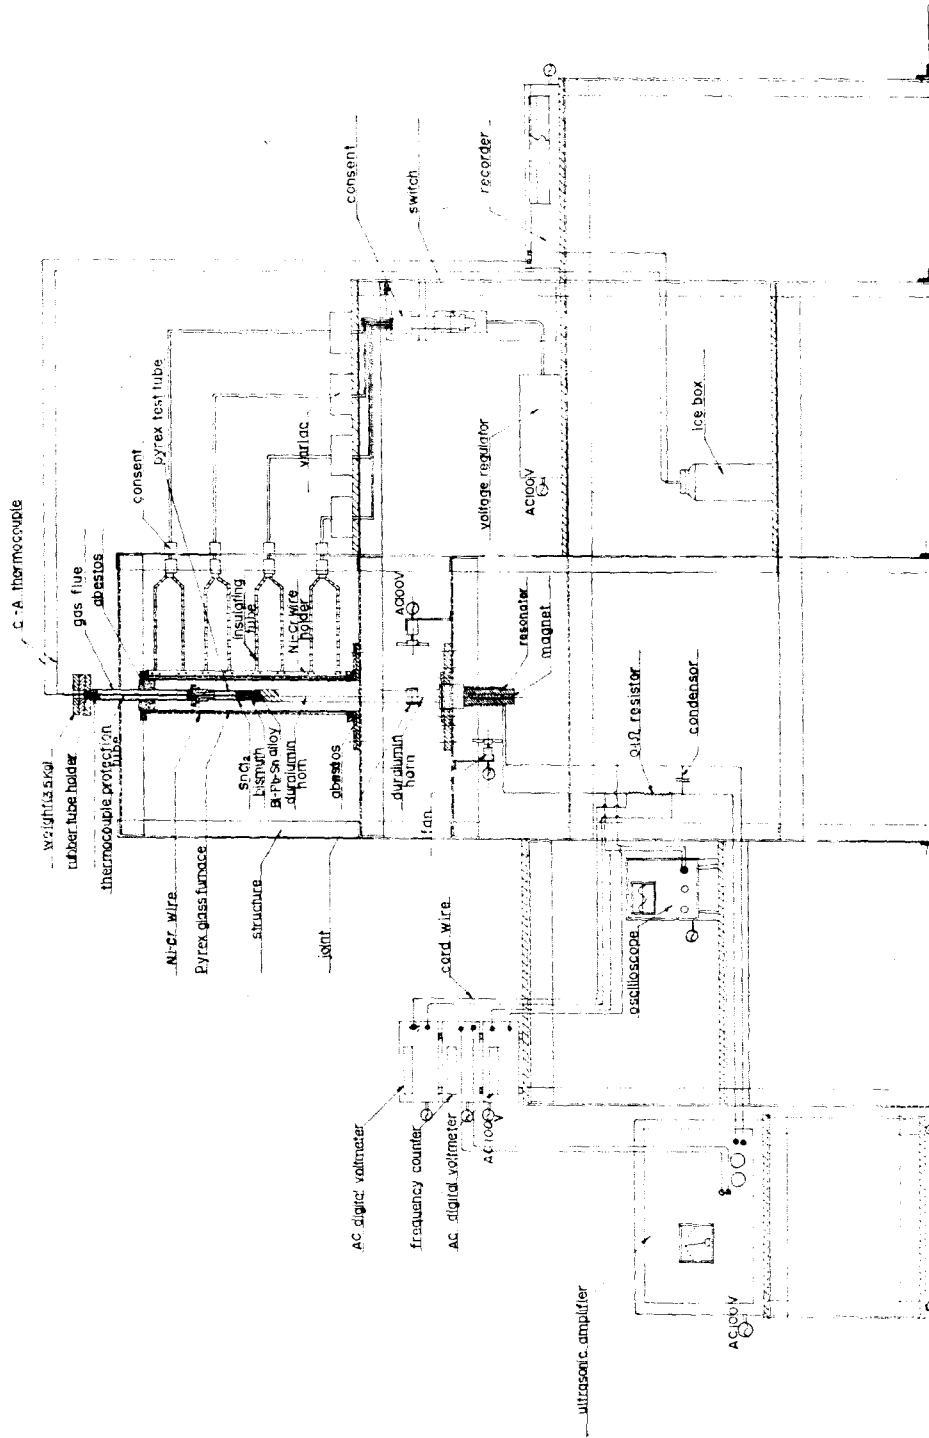 C-A thermocouple
gas flue
abestos
consent
pyrex test tube
consent
switch
recorder
weight(3.5kg)
rubber tube holder
thermocouple protection
tube
insulating
tube
Ni-Cr wire
holder
variac
AC100V
voltage regulator
AC100V
ice box
Ni-Cr wire
Pyrex glass furnace
structure
joint
SnCl2
bismuth
Bi-Pb-Sn alloy
duralumin
horn
abestos
duralumin
horn
fan
resonater
magnet
0.1Ω resistor
condensor
cord wire
oscilloscope
AC digital voltmeter
frequency counter
AC digital voltmeter
AC100V
ultrasonic amplifier
AC100V